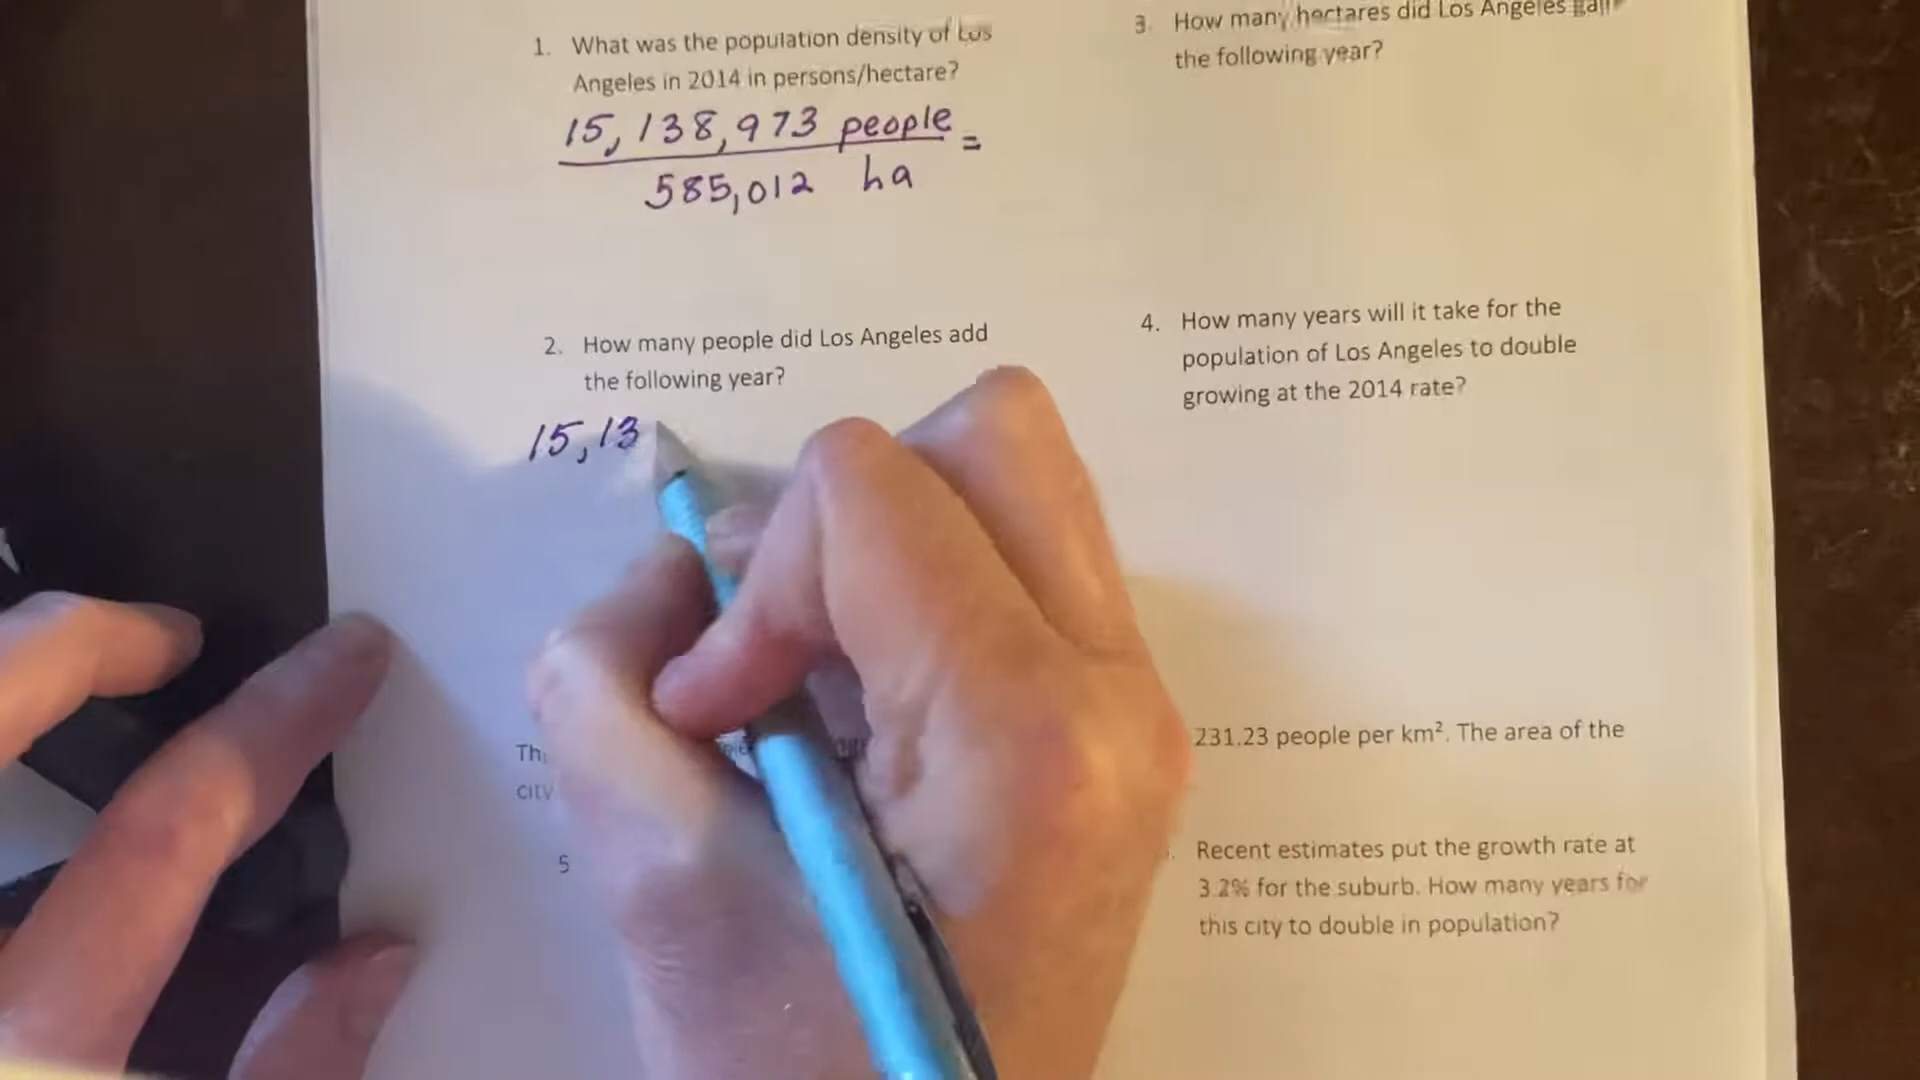 1. What was the population density of Los
Angeles in 2014 in persons/hectare?
15,138,973 people =
585,012 ha
2. How many people did Los Angeles add
the following year?
15,13
3. How many hectares did Los Angeles gain
the following year?
4. How many years will it take for the
population of Los Angeles to double
growing at the 2014 rate?
231.23 people per km². The area of the
city
5
Recent estimates put the growth rate at
3.2% for the suburb. How many years for
this city to double in population?